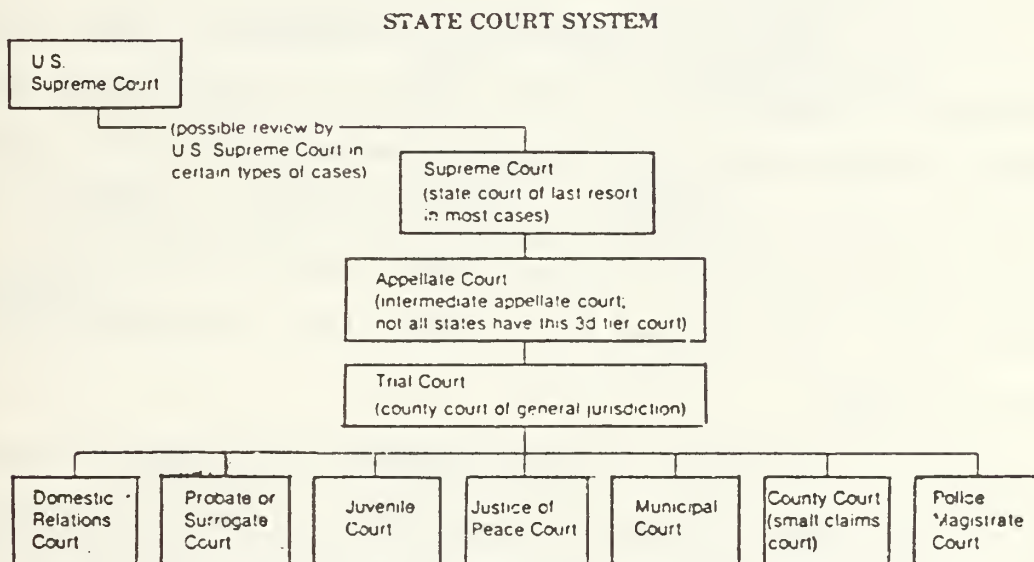 STATE COURT SYSTEM
U.S.
Supreme Court
(possible review by
U.S. Supreme Court in
certain types of cases)
Supreme Court
(state court of last resort
in most cases)
Appellate Court
(intermediate appellate court;
not all states have this 3d tier court)
Trial Court
(county court of general jurisdiction)
Domestic
Relations
Court
Probate or
Surrogate
Court
Juvenile
Court
Justice of
Peace Court
Municipal
Court
County Court
(small claims
court)
Police
Magistrate
Court